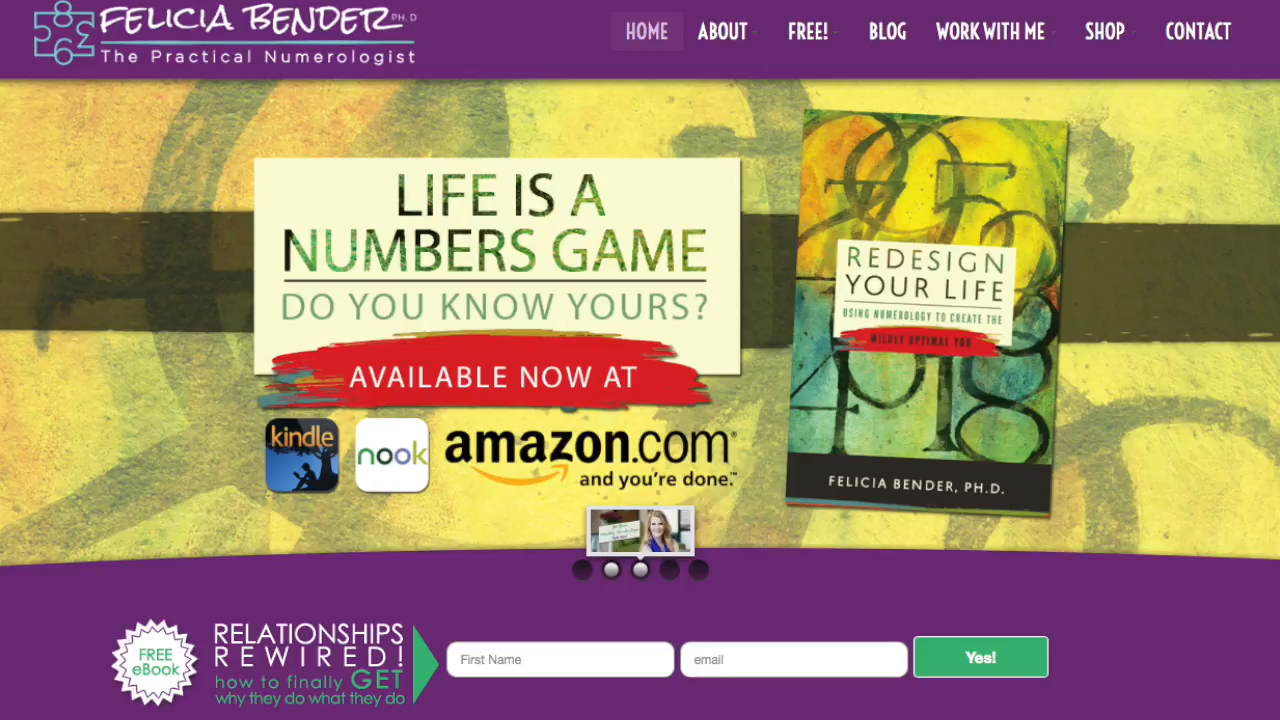 FELICIA BENDER PH.D
The Practical Numerologist
HOME ABOUT FREE! BLOG WORK WITH ME SHOP CONTACT
LIFE IS A
NUMBERS GAME
DO YOU KNOW YOURS?
AVAILABLE NOW AT
kindle
nook
amazon.com®
and you're done.™
REDESIGN
YOUR LIFE
USING NUMEROLOGY TO CREATE THE
WILDLY OPTIMAL YOU
FELICIA BENDER, PH.D.
FREE
eBook
RELATIONSHIPS
REWIRED!
how to finally GET
why they do what they do
First Name
email
Yes!